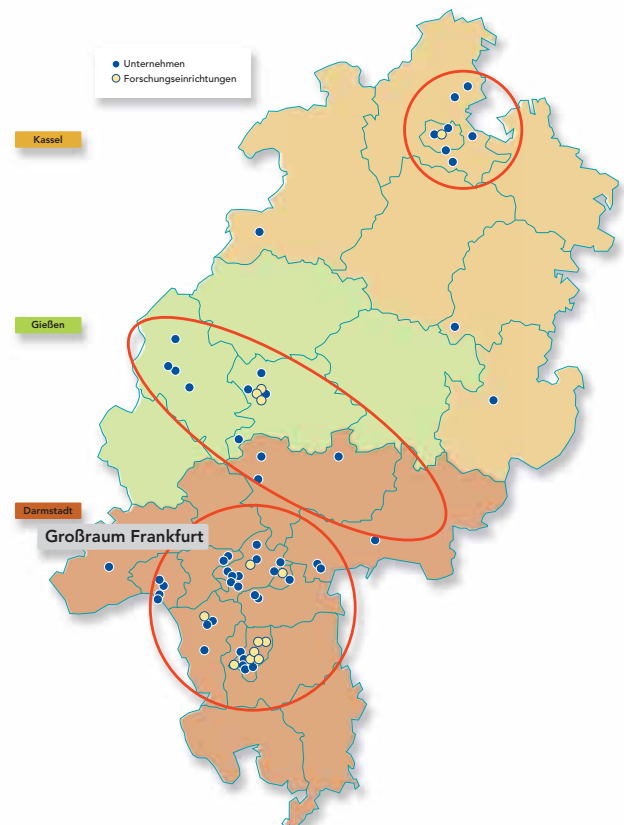 Unternehmen
Forschungseinrichtungen
Kassel
Gießen
Darmstadt
Großraum Frankfurt